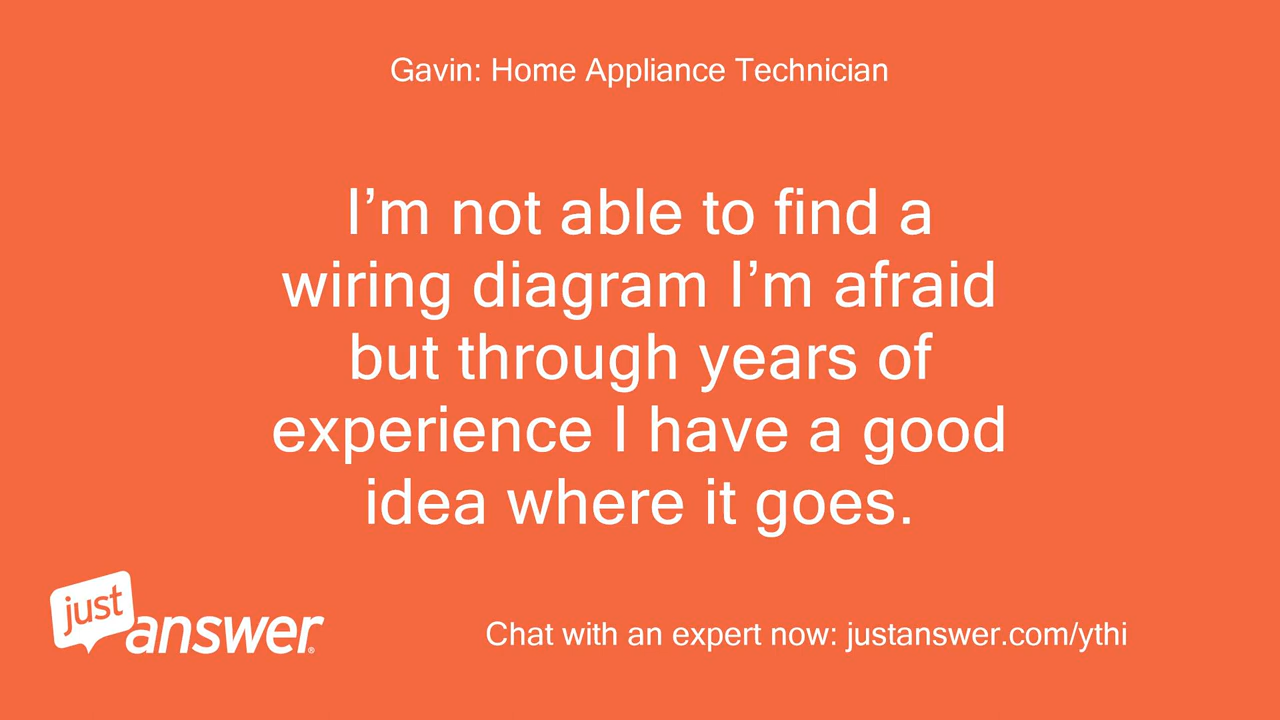 Gavin: Home Appliance Technician
I’m not able to find a
wiring diagram I’m afraid
but through years of
experience I have a good
idea where it goes.
just
answer®
Chat with an expert now: justanswer.com/ythi